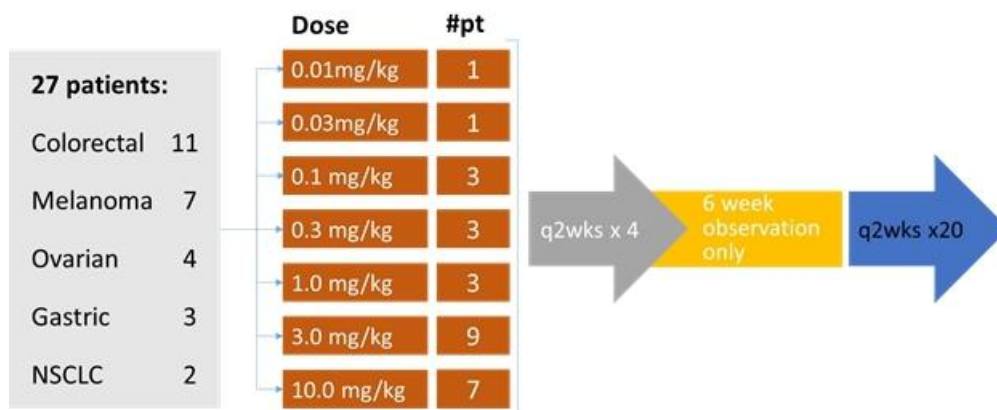 27 patients:
Colorectal 11
Melanoma 7
Ovarian 4
Gastric 3
NSCLC 2
Dose #pt
0.01mg/kg 1
0.03mg/kg 1
0.1 mg/kg 3
0.3 mg/kg 3
1.0 mg/kg 3
3.0 mg/kg 9
10.0 mg/kg 7
q2wks x 4
6 week
observation
only
q2wks x20